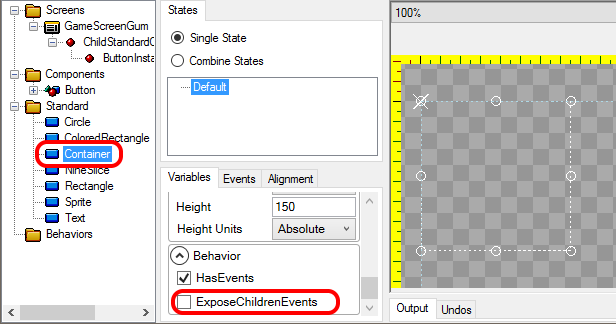 Screens
GameScreenGum
ChildStandardC
ButtonInsta
Components
Button
Standard
Circle
ColoredRectangle
Container
NineSlice
Rectangle
Sprite
Text
Behaviors
States
Single State
Combine States
Default
Variables
Events
Alignment
Height
150
Height Units
Absolute
Behavior
HasEvents
ExposeChildrenEvents
100%
Output
Undos